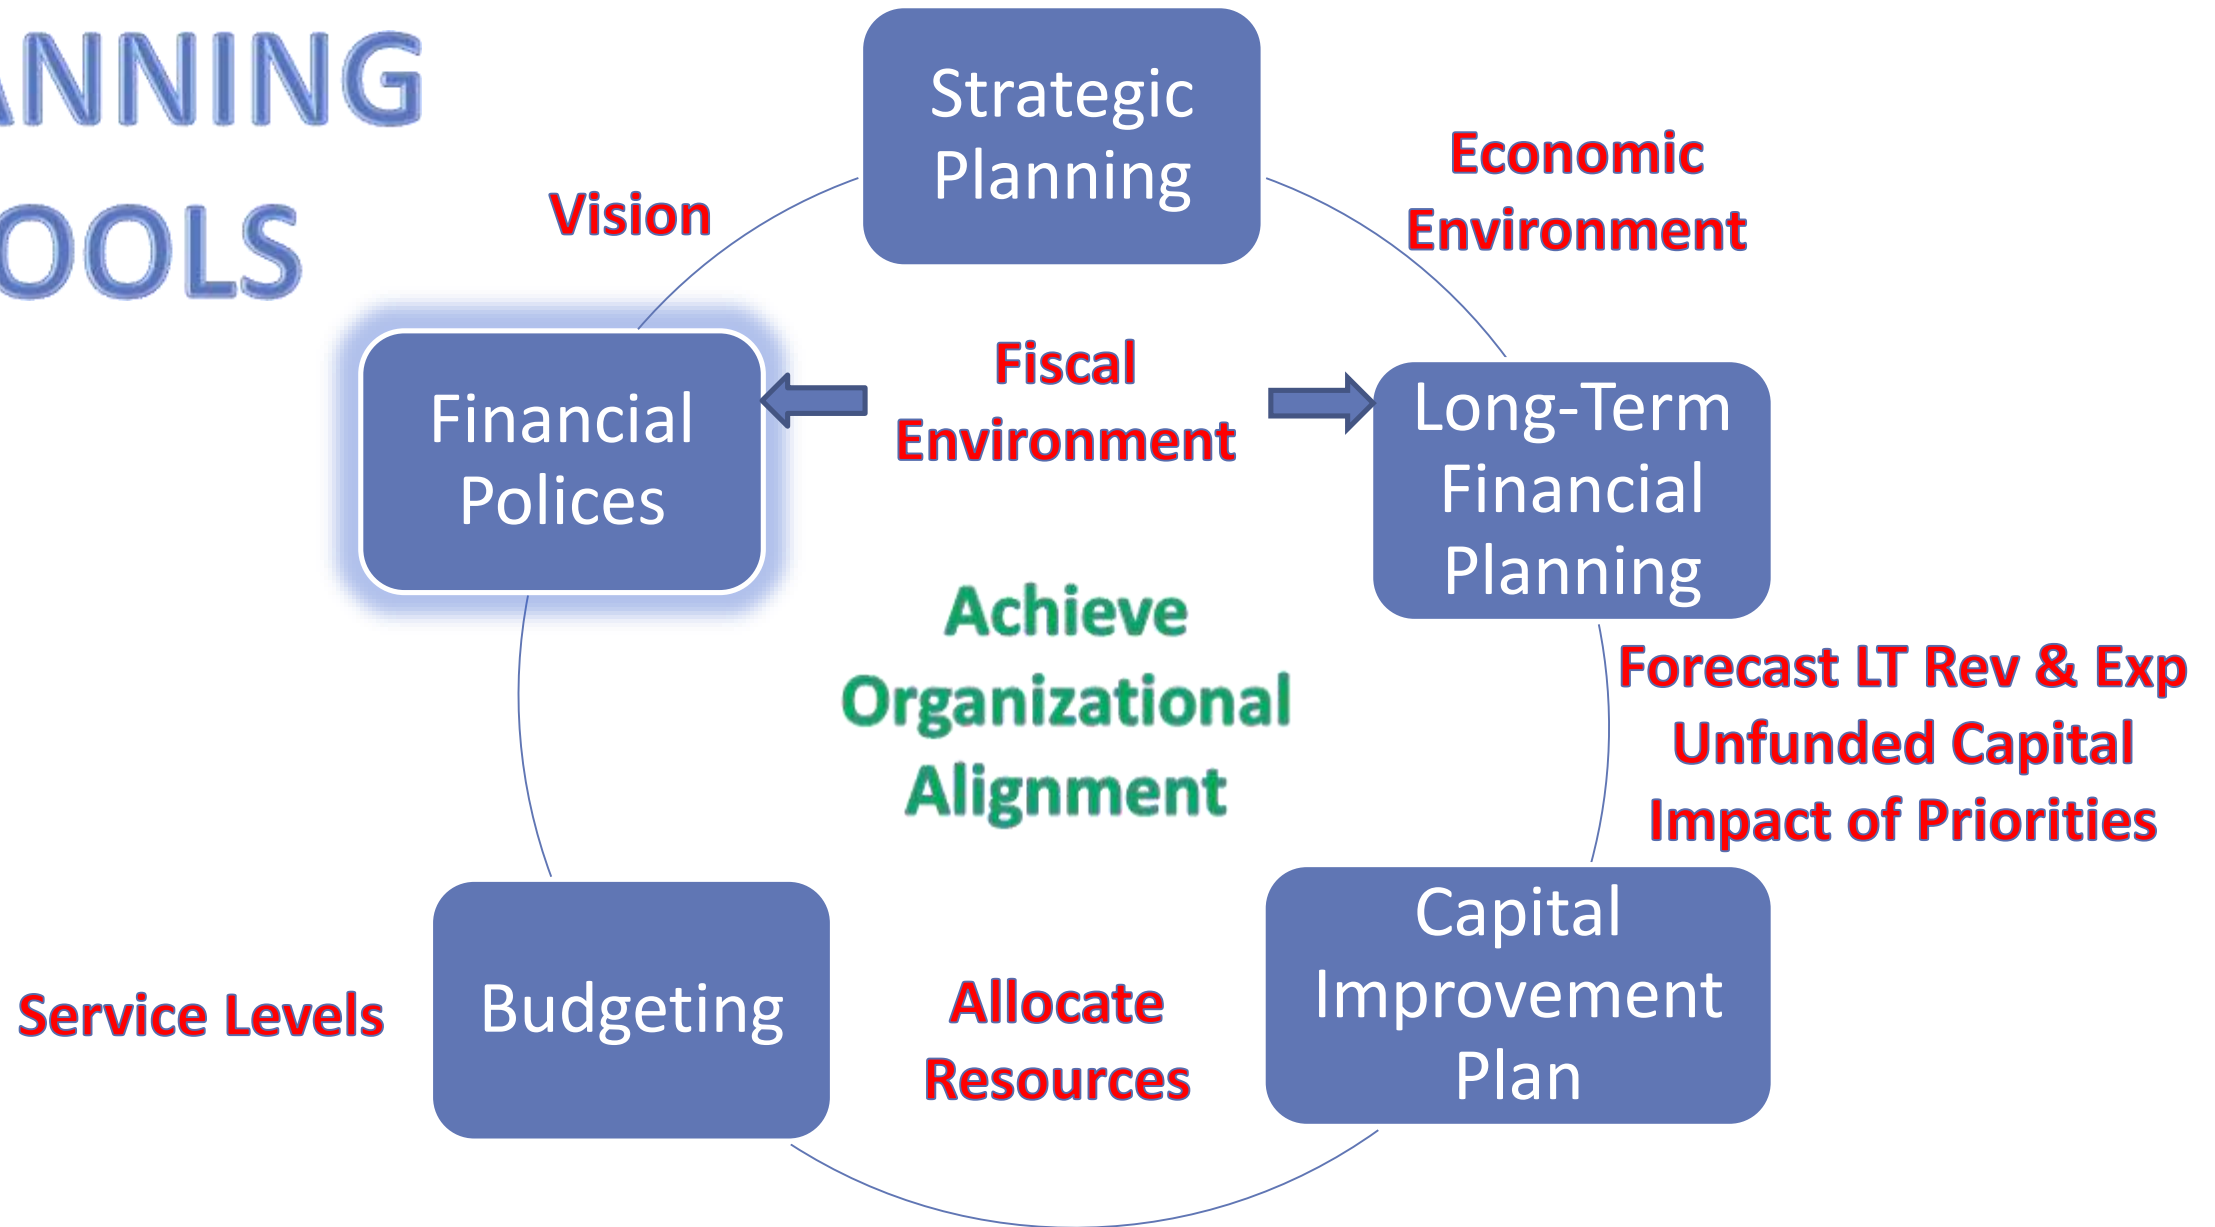 ANNING
OOLS
Strategic
Planning
Vision
Economic
Environment
Financial
Polices
Fiscal
Environment
Long-Term
Financial
Planning
Achieve
Organizational
Alignment
Forecast LT Rev & Exp
Unfunded Capital
Impact of Priorities
Service Levels
Budgeting
Allocate
Resources
Capital
Improvement
Plan